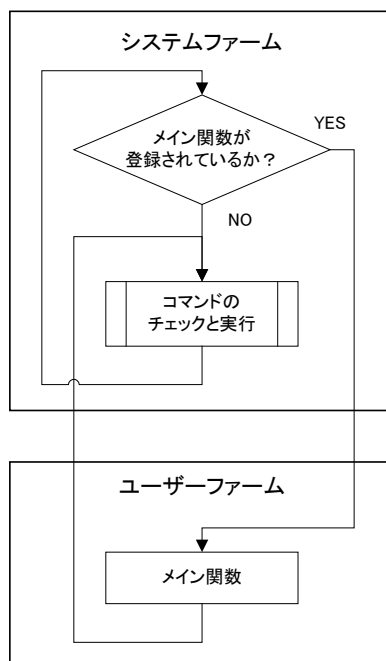 システムファーム
メイン関数が
登録されているか？
YES
NO
コマンドの
チェックと実行
ユーザーファーム
メイン関数